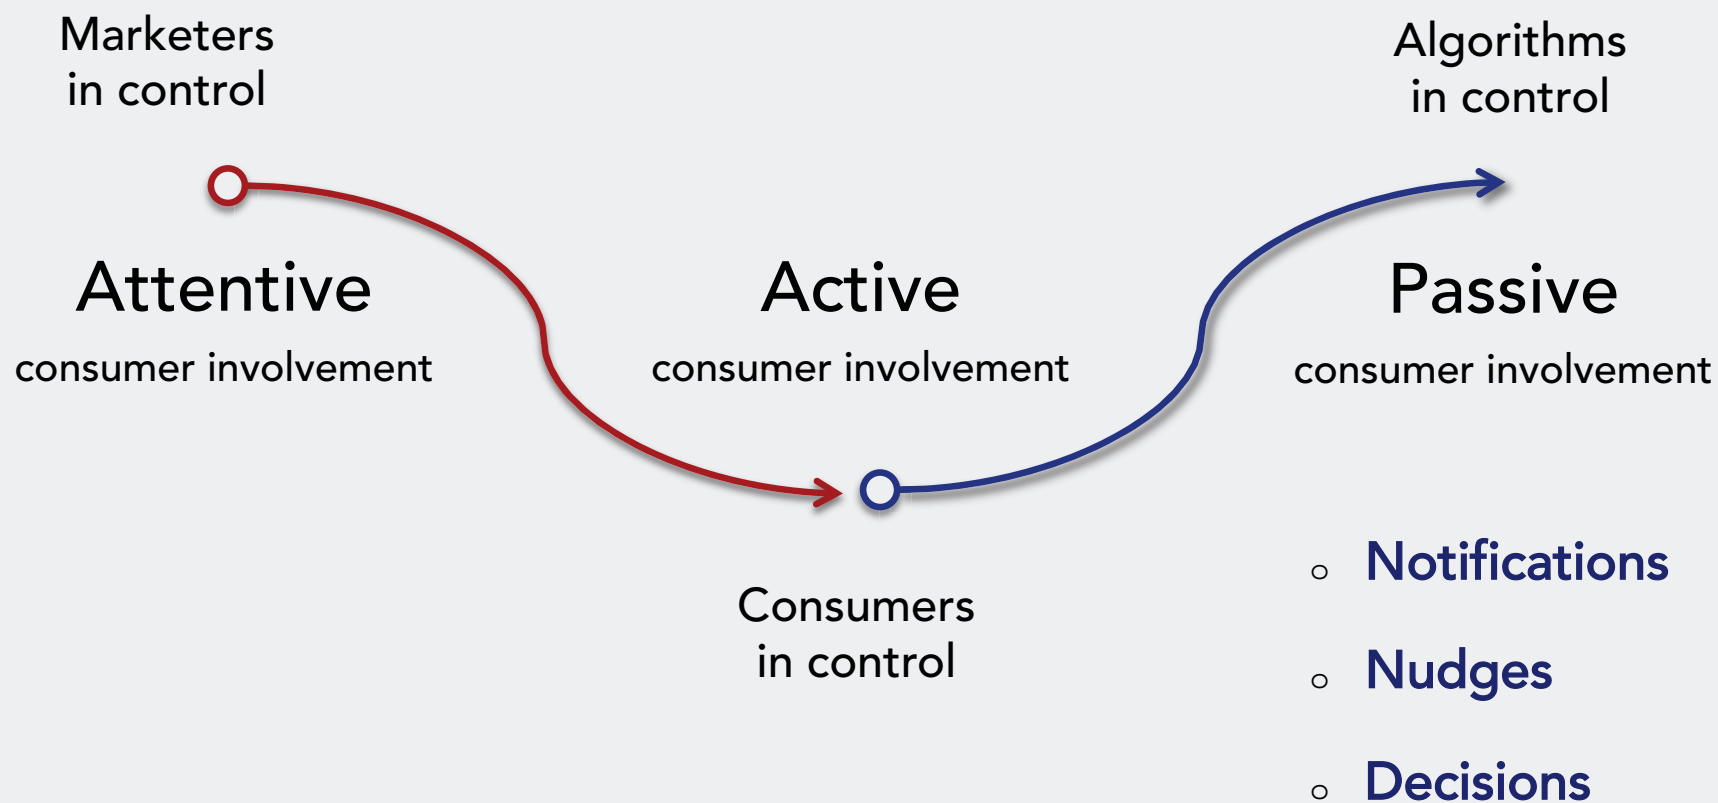 Marketers
in control
Attentive
consumer involvement
Active
consumer involvement
Consumers
in control
Algorithms
in control
Passive
consumer involvement
Notifications
Nudges
Decisions